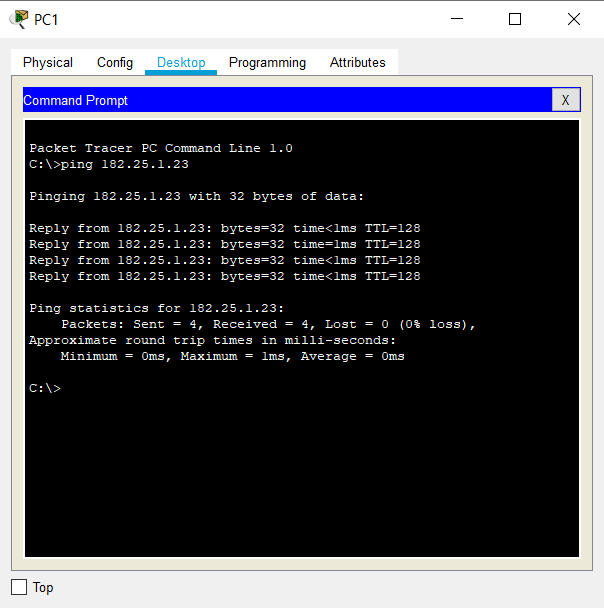 PC1
Physical Config Desktop Programming Attributes
Command Prompt X
Packet Tracer PC Command Line 1.0
C:\>ping 182.25.1.23
Pinging 182.25.1.23 with 32 bytes of data:
Reply from 182.25.1.23: bytes=32 time<1ms TTL=128
Reply from 182.25.1.23: bytes=32 time=1ms TTL=128
Reply from 182.25.1.23: bytes=32 time<1ms TTL=128
Reply from 182.25.1.23: bytes=32 time<1ms TTL=128
Ping statistics for 182.25.1.23:
Packets: Sent = 4, Received = 4, Lost = 0 (0% loss),
Approximate round trip times in milli-seconds:
Minimum = 0ms, Maximum = 1ms, Average = 0ms
C:\>
Top